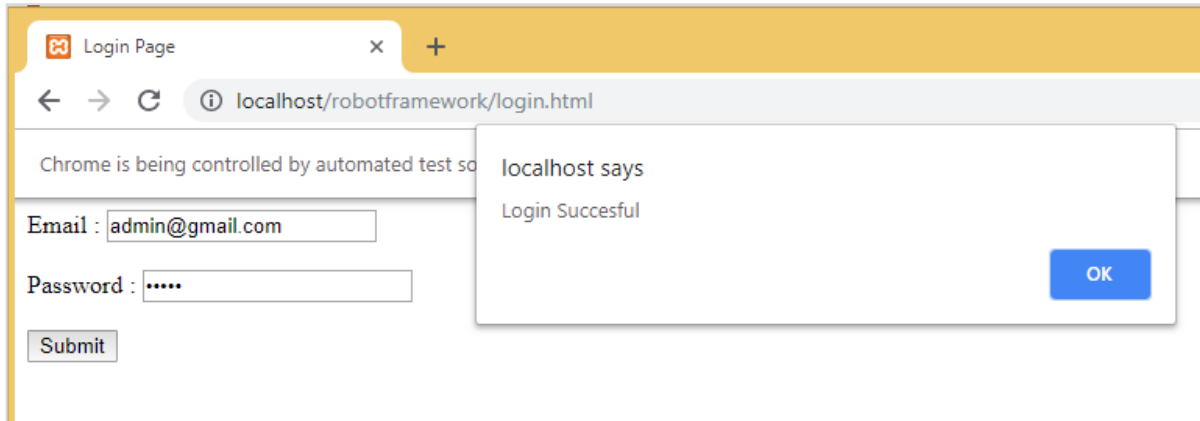 Login Page
localhost/robotframework/login.html
Chrome is being controlled by automated test so
localhost says
Login Succesful
OK
Email : admin@gmail.com
Password : •••••
Submit